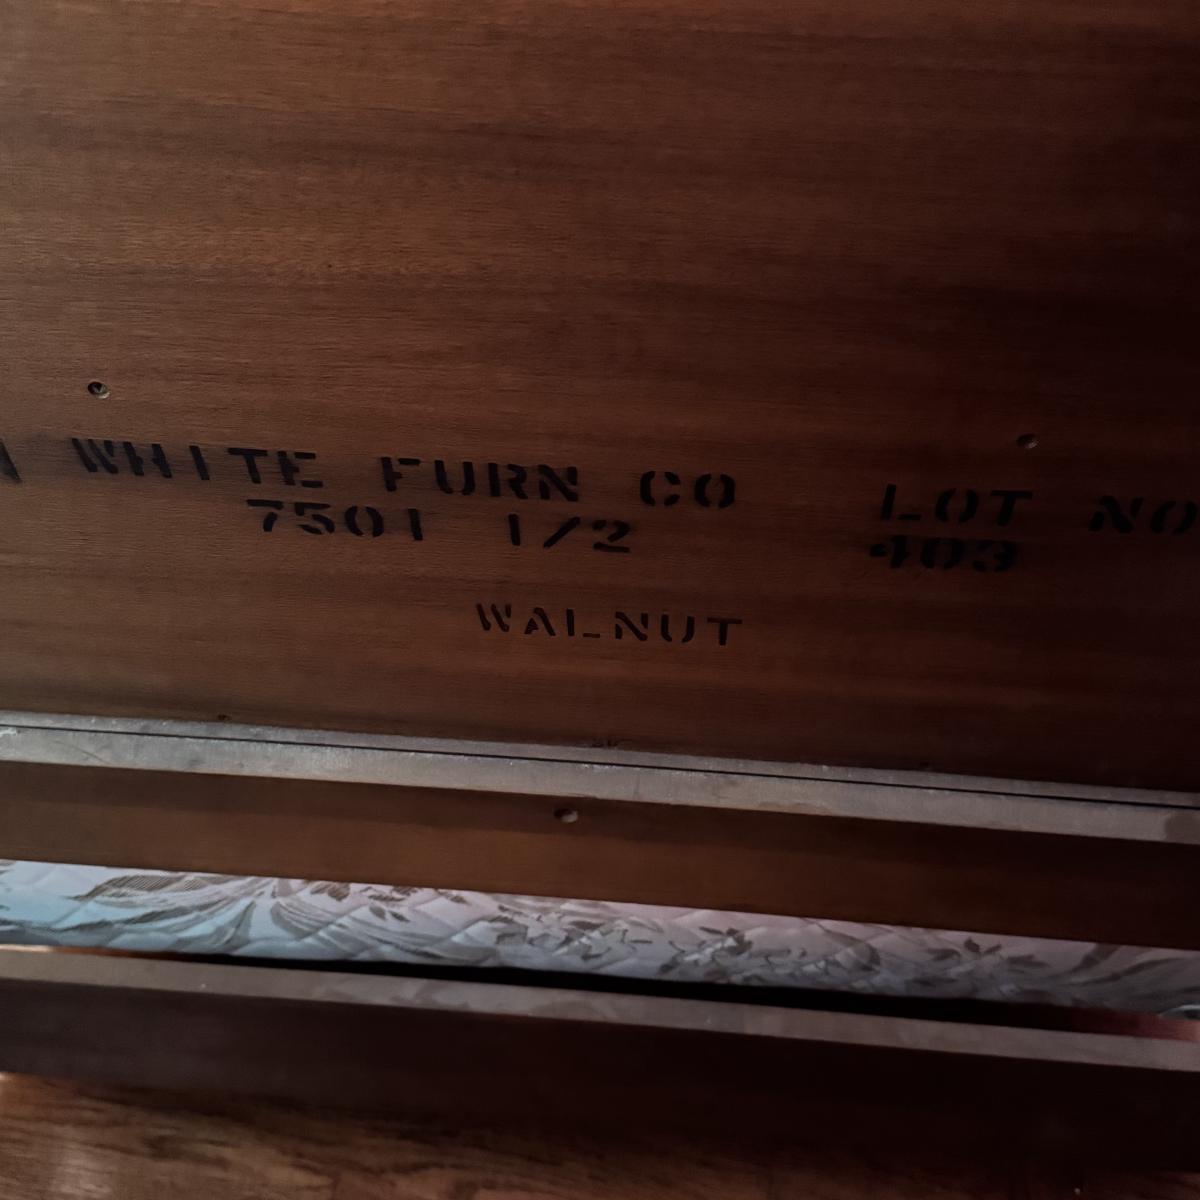 WHITE FURN CO LOT NO
7501 1/2 403
WALNUT